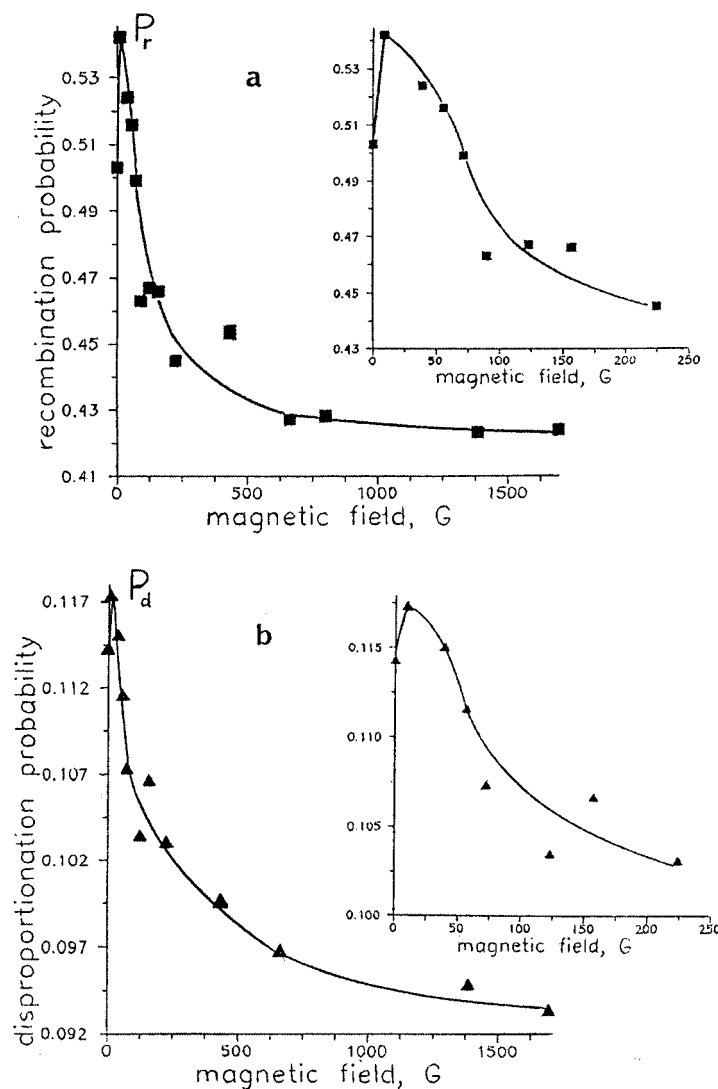 Pr
a
recombination probability
0.53
0.51
0.49
0.47
0.45
0.43
0.41
0 500 1000 1500
magnetic field, G
0.53
0.51
0.49
0.47
0.45
0.43
0 50 100 150 200 250
magnetic field, G
Pd
b
disproportionation probability
0.117
0.112
0.107
0.102
0.097
0.092
0 500 1000 1500
magnetic field, G
0.115
0.110
0.105
0.100
0 50 100 150 200 250
magnetic field, G